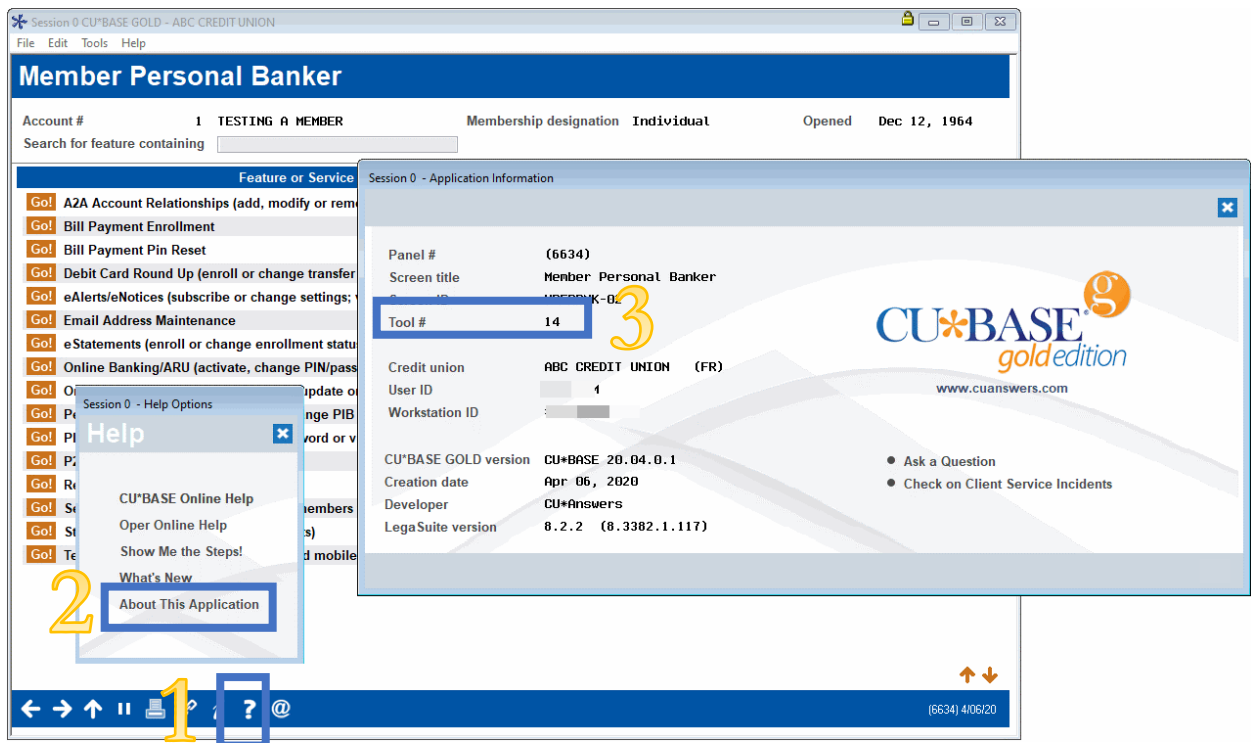 Session 0 CU*BASE GOLD - ABC CREDIT UNION
File Edit Tools Help
Member Personal Banker
Account # 1 TESTING A MEMBER Membership designation Individual Opened Dec 12, 1964
Search for feature containing
Feature or Service
Go! A2A Account Relationships (add, modify or
Go! Bill Payment Enrollment
Go! Bill Payment Pin Reset
Go! Debit Card Round Up (enroll or change transfer
Go! eAlerts/eNotices (subscribe or change settings;
Go! Email Address Maintenance
Go! eStatements (enroll or change enrollment
Go! Online Banking/ARU (activate, change
Go!
Go!
Go!
Go!
Go!
Go!
Go!
Go!
Session 0 - Help Options
Help
CU*BASE Online Help
Oper Online Help
Show Me the Steps!
What's New
About This Application
2
1
? @
(6634) 4/06/20
Session 0 - Application Information
Panel # (6634)
Screen title Member Personal Banker
Tool # 14
3
Credit union ABC CREDIT UNION (FR)
User ID
Workstation ID
CU*BASE GOLD version CU*BASE 20.04.0.1
Creation date Apr 06, 2020
Developer CU*Answers
LegaSuite version 8.2.2 (8.3382.1.117)
CU*BASE g
gold edition
www.cuanswers.com
Ask a Question
Check on Client Service Incidents